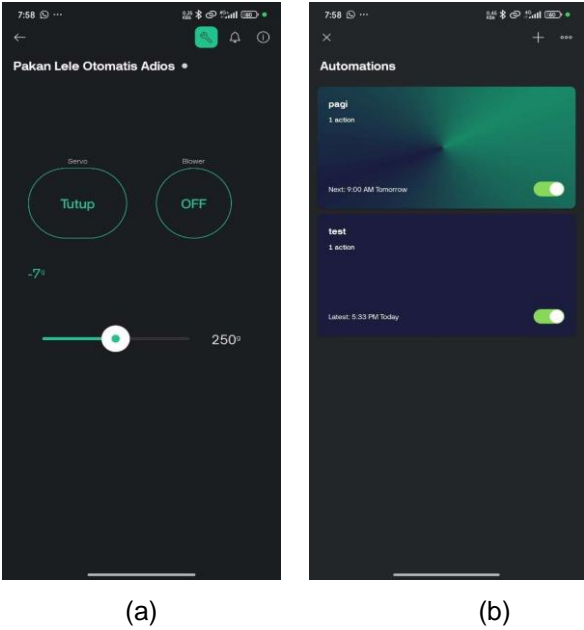 7:58
Pakan Lele Otomatis Adios
Servo
Blower
Tutup
OFF
-7g
250g
(a)
7:58
Automations
pagi
1 action
Next: 9:00 AM Tomorrow
test
1 action
Latest: 5:33 PM Today
(b)